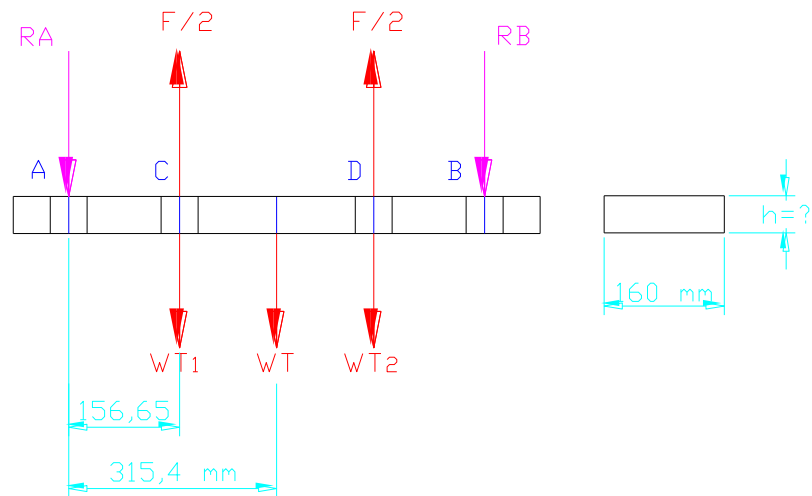 F/2 F/2
RA RB
A C D B
h=?
160 mm
WT1 WT WT2
156,65
315,4 mm